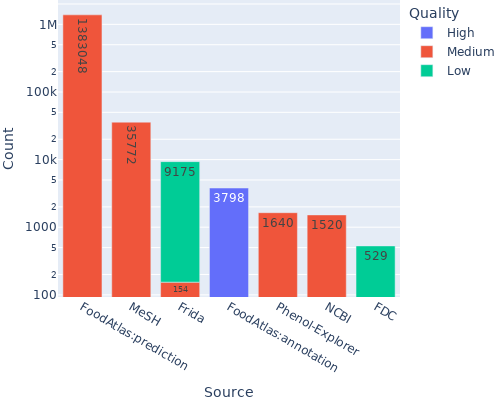 Quality
High
Medium
Low
Count
1M
5
2
100k
5
2
10k
5
2
1000
5
2
100
1383048
35772
9175
154
3798
1640
1520
529
FoodAtlas:prediction
MeSH
Frida
FoodAtlas:annotation
Phenol-Explorer
NCBI
FDC
Source